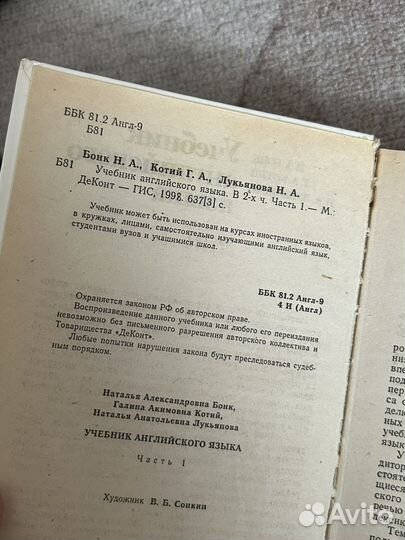 ББК 81.2 Англ-9
Б81
Бонк Н. А., Котий Г. А., Лукьянова Н. А.
Б81 Учебник английского языка. В 2-х ч. Часть 1.— М.:
ДеКонт — ГИС, 1998. 637[3] с.
Учебник может быть использован на курсах иностранных языков,
в кружках, лицами, самостоятельно изучающими английский язык,
студентами вузов и учащимися школ.
ББК 81.2 Англ-9
4 И (Англ)
Охраняется законом РФ об авторском праве.
Воспроизведение данного учебника или любого его переиздания
невозможно без письменного разрешения авторского коллектива и
Товарищества «ДеКонт».
Любые попытки нарушения закона будут преследоваться судеб-
ным порядком.
Наталья Александровна Бонк,
Галина Акимовна Котий,
Наталья Анатольевна Лукьянова
УЧЕБНИК АНГЛИЙСКОГО ЯЗЫКА
Часть 1
Художник В. Б. Сонкин
Avito